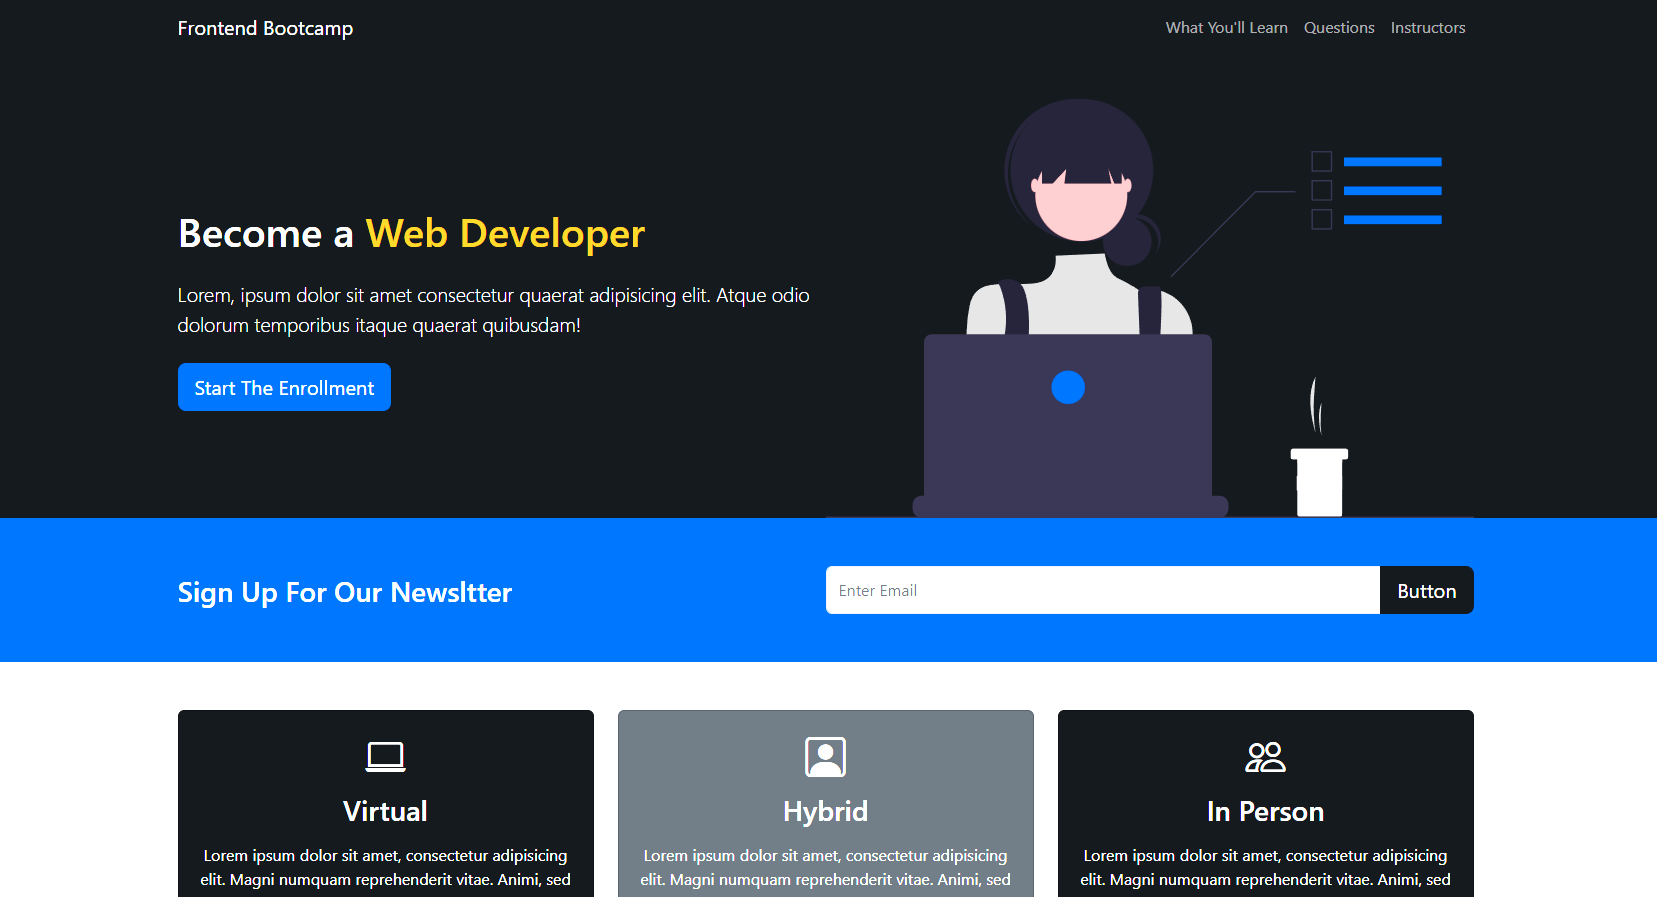 Frontend Bootcamp
What You'll Learn Questions Instructors
Become a Web Developer
Lorem, ipsum dolor sit amet consectetur quaerat adipisicing elit. Atque odio
dolorum temporibus itaque quaerat quibusdam!
Start The Enrollment
Sign Up For Our Newsltter
Enter Email
Button
Virtual
Lorem ipsum dolor sit amet, consectetur adipisicing
elit. Magni numquam reprehenderit vitae. Animi, sed
Hybrid
Lorem ipsum dolor sit amet, consectetur adipisicing
elit. Magni numquam reprehenderit vitae. Animi, sed
In Person
Lorem ipsum dolor sit amet, consectetur adipisicing
elit. Magni numquam reprehenderit vitae. Animi, sed